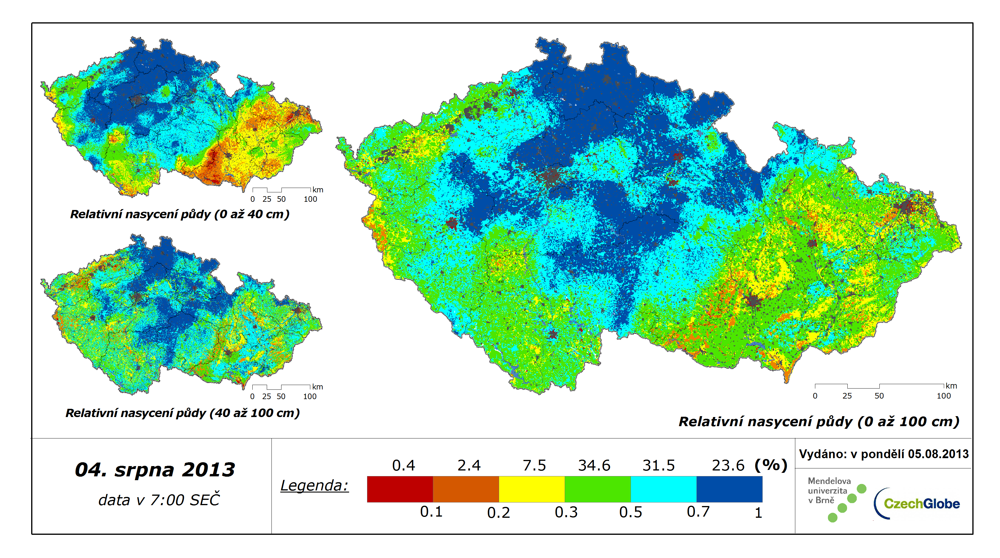 km
0 25 50 100
Relativní nasycení půdy (0 až 40 cm)
km
0 25 50 100
Relativní nasycení půdy (40 až 100 cm)
Text
km
0 25 50 100
Relativní nasycení půdy (0 až 100 cm)
04. srpna 2013
data v 7:00 SEČ
Legenda:
0.4 2.4 7.5 34.6 31.5 23.6 (%)
0.1 0.2 0.3 0.5 0.7 1
Vydáno: v pondělí 05.08.2013
Mendelova
univerzita
v Brně
CzechGlobe